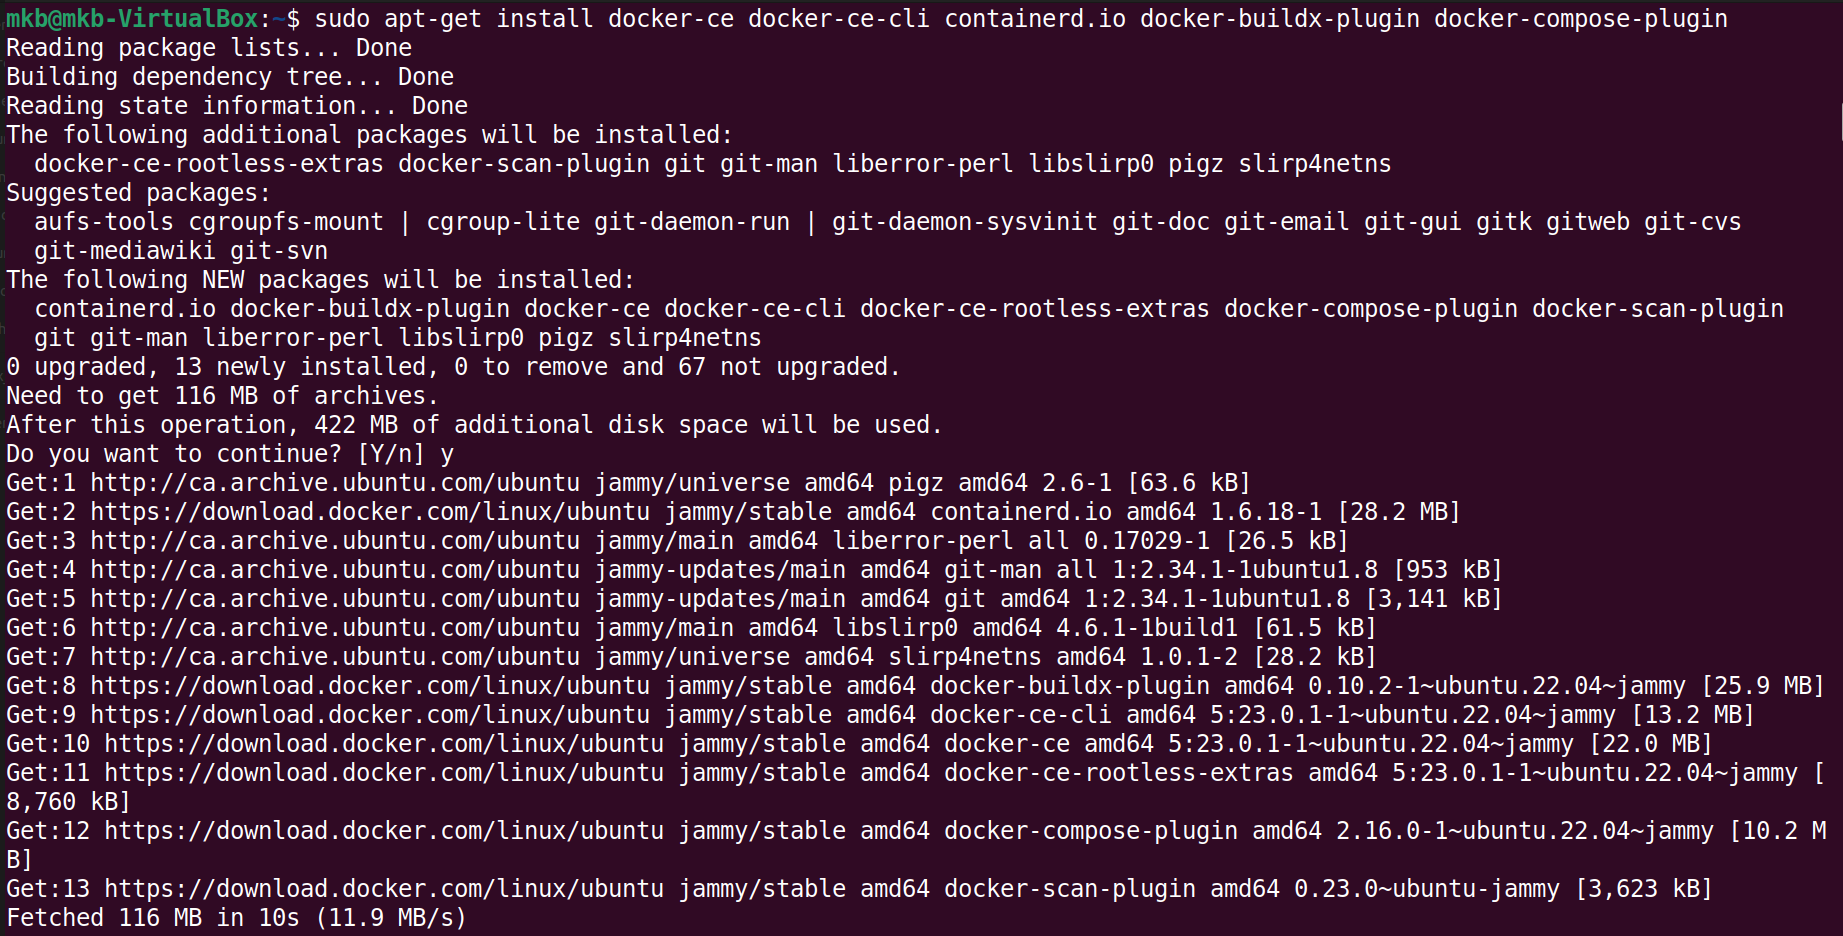 mkb@mkb-VirtualBox:~$ sudo apt-get install docker-ce docker-ce-cli containerd.io docker-buildx-plugin docker-compose-plugin
Reading package lists... Done
Building dependency tree... Done
Reading state information... Done
The following additional packages will be installed:
  docker-ce-rootless-extras docker-scan-plugin git git-man liberror-perl libslirp0 pigz slirp4netns
Suggested packages:
  aufs-tools cgroupfs-mount | cgroup-lite git-daemon-run | git-daemon-sysvinit git-doc git-email git-gui gitk gitweb git-cvs
  git-mediawiki git-svn
The following NEW packages will be installed:
  containerd.io docker-buildx-plugin docker-ce docker-ce-cli docker-ce-rootless-extras docker-compose-plugin docker-scan-plugin
  git git-man liberror-perl libslirp0 pigz slirp4netns
0 upgraded, 13 newly installed, 0 to remove and 67 not upgraded.
Need to get 116 MB of archives.
After this operation, 422 MB of additional disk space will be used.
Do you want to continue? [Y/n] y
Get:1 http://ca.archive.ubuntu.com/ubuntu jammy/universe amd64 pigz amd64 2.6-1 [63.6 kB]
Get:2 https://download.docker.com/linux/ubuntu jammy/stable amd64 containerd.io amd64 1.6.18-1 [28.2 MB]
Get:3 http://ca.archive.ubuntu.com/ubuntu jammy/main amd64 liberror-perl all 0.17029-1 [26.5 kB]
Get:4 http://ca.archive.ubuntu.com/ubuntu jammy-updates/main amd64 git-man all 1:2.34.1-1ubuntu1.8 [953 kB]
Get:5 http://ca.archive.ubuntu.com/ubuntu jammy-updates/main amd64 git amd64 1:2.34.1-1ubuntu1.8 [3,141 kB]
Get:6 http://ca.archive.ubuntu.com/ubuntu jammy/main amd64 libslirp0 amd64 4.6.1-1build1 [61.5 kB]
Get:7 http://ca.archive.ubuntu.com/ubuntu jammy/universe amd64 slirp4netns amd64 1.0.1-2 [28.2 kB]
Get:8 https://download.docker.com/linux/ubuntu jammy/stable amd64 docker-buildx-plugin amd64 0.10.2-1~ubuntu.22.04~jammy [25.9 MB]
Get:9 https://download.docker.com/linux/ubuntu jammy/stable amd64 docker-ce-cli amd64 5:23.0.1-1~ubuntu.22.04~jammy [13.2 MB]
Get:10 https://download.docker.com/linux/ubuntu jammy/stable amd64 docker-ce amd64 5:23.0.1-1~ubuntu.22.04~jammy [22.0 MB]
Get:11 https://download.docker.com/linux/ubuntu jammy/stable amd64 docker-ce-rootless-extras amd64 5:23.0.1-1~ubuntu.22.04~jammy [
8,760 kB]
Get:12 https://download.docker.com/linux/ubuntu jammy/stable amd64 docker-compose-plugin amd64 2.16.0-1~ubuntu.22.04~jammy [10.2 M
B]
Get:13 https://download.docker.com/linux/ubuntu jammy/stable amd64 docker-scan-plugin amd64 0.23.0~ubuntu-jammy [3,623 kB]
Fetched 116 MB in 10s (11.9 MB/s)